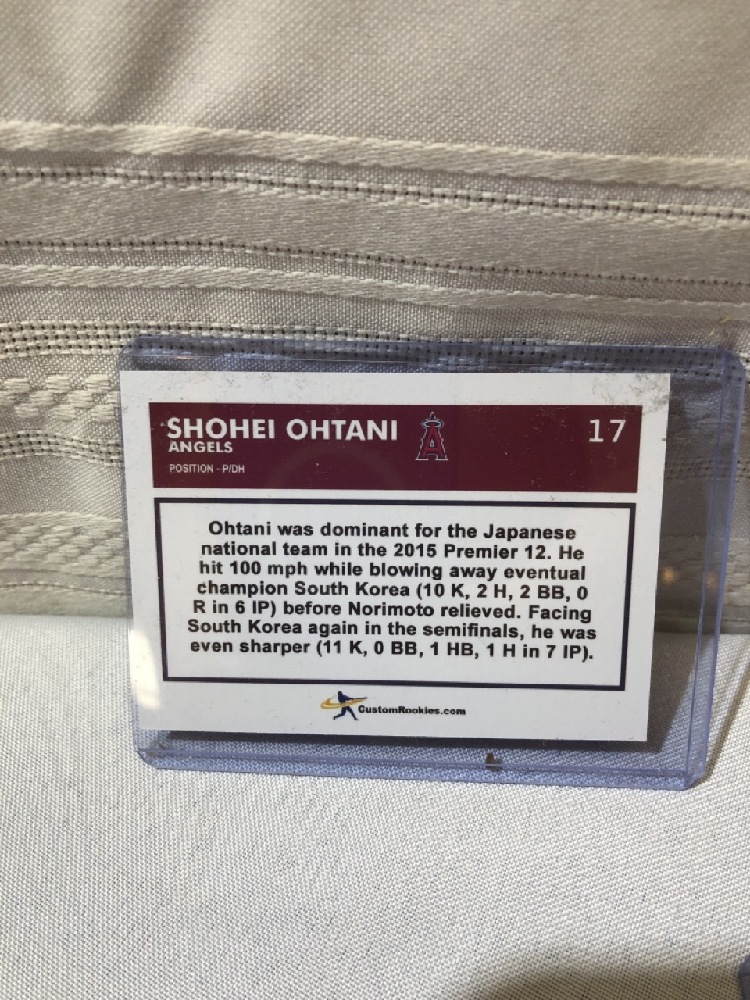 SHOHEI OHTANI A 17
ANGELS
POSITION - P/DH
Ohtani was dominant for the Japanese
national team in the 2015 Premier 12. He
hit 100 mph while blowing away eventual
champion South Korea (10 K, 2 H, 2 BB, 0
R in 6 IP) before Norimoto relieved. Facing
South Korea again in the semifinals, he was
even sharper (11 K, 0 BB, 1 HB, 1 H in 7 IP).
CustomRookies.com